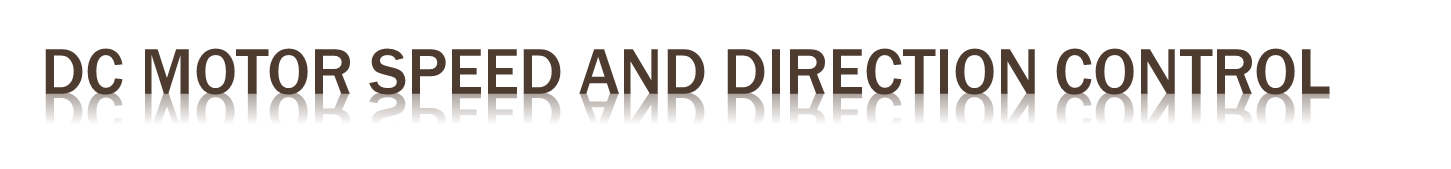 DC MOTOR SPEED AND DIRECTION CONTROL